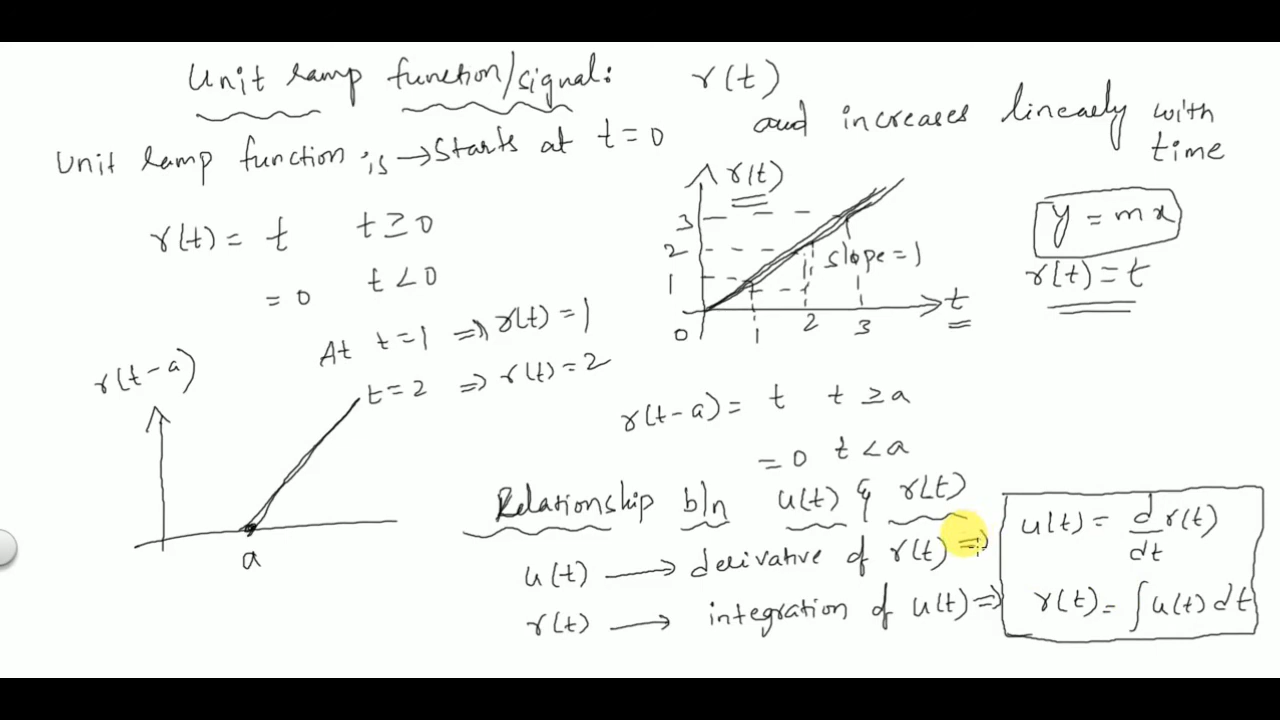 Unit ramp function/signal: r(t)
Unit ramp function is → Starts at t=0 and increases linearly with time
r(t) = t t≥0
= 0 t<0
At t=1 ⇒ r(t)=1
t=2 ⇒ r(t)=2
r(t)
3
2
1
0
1 2 3
t
slope=1
y = mx
r(t) = t
r(t-a)
a
r(t-a) = t t ≥a
= 0 t <a
Relationship b/n u(t) & r(t)
u(t) → derivative of r(t) ⇒ u(t) = d/dt r(t)
r(t) → integration of u(t) ⇒ r(t) = ∫u(t) dt